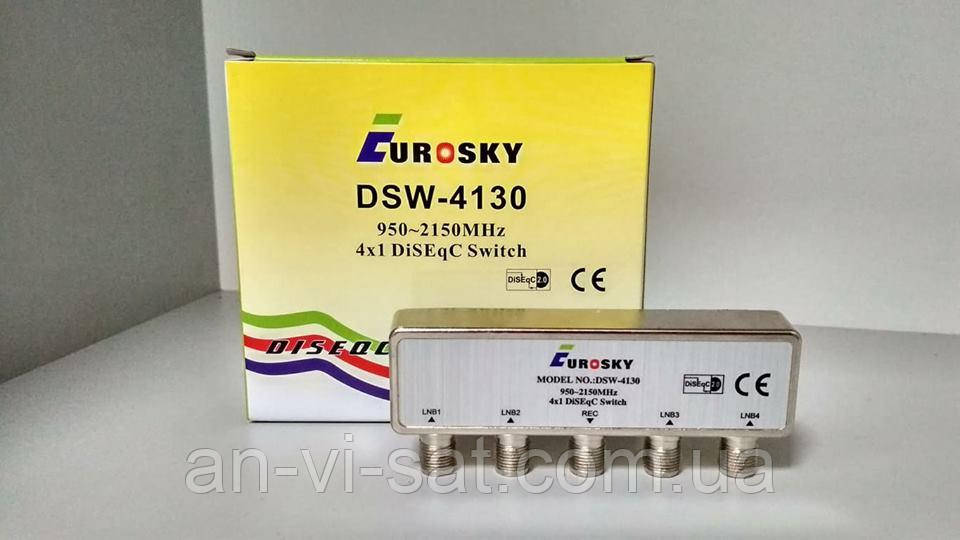 EUROSKY
DSW-4130
950~2150MHz
4x1 DiSEqC Switch
DiSEqC 2.0 CE
DISEQC
EUROSKY
MODEL NO.:DSW-4130
950~2150MHz
4x1 DiSEqC Switch
DiSEqC 2.0 CE
LNB1 LNB2 REC LNB3 LNB4
an-vi-sat.com.ua